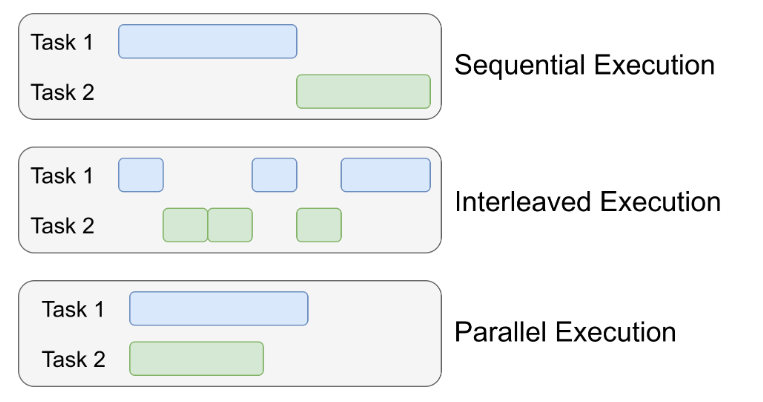 Task 1
Task 2
Sequential Execution
Task 1
Task 2
Interleaved Execution
Task 1
Task 2
Parallel Execution